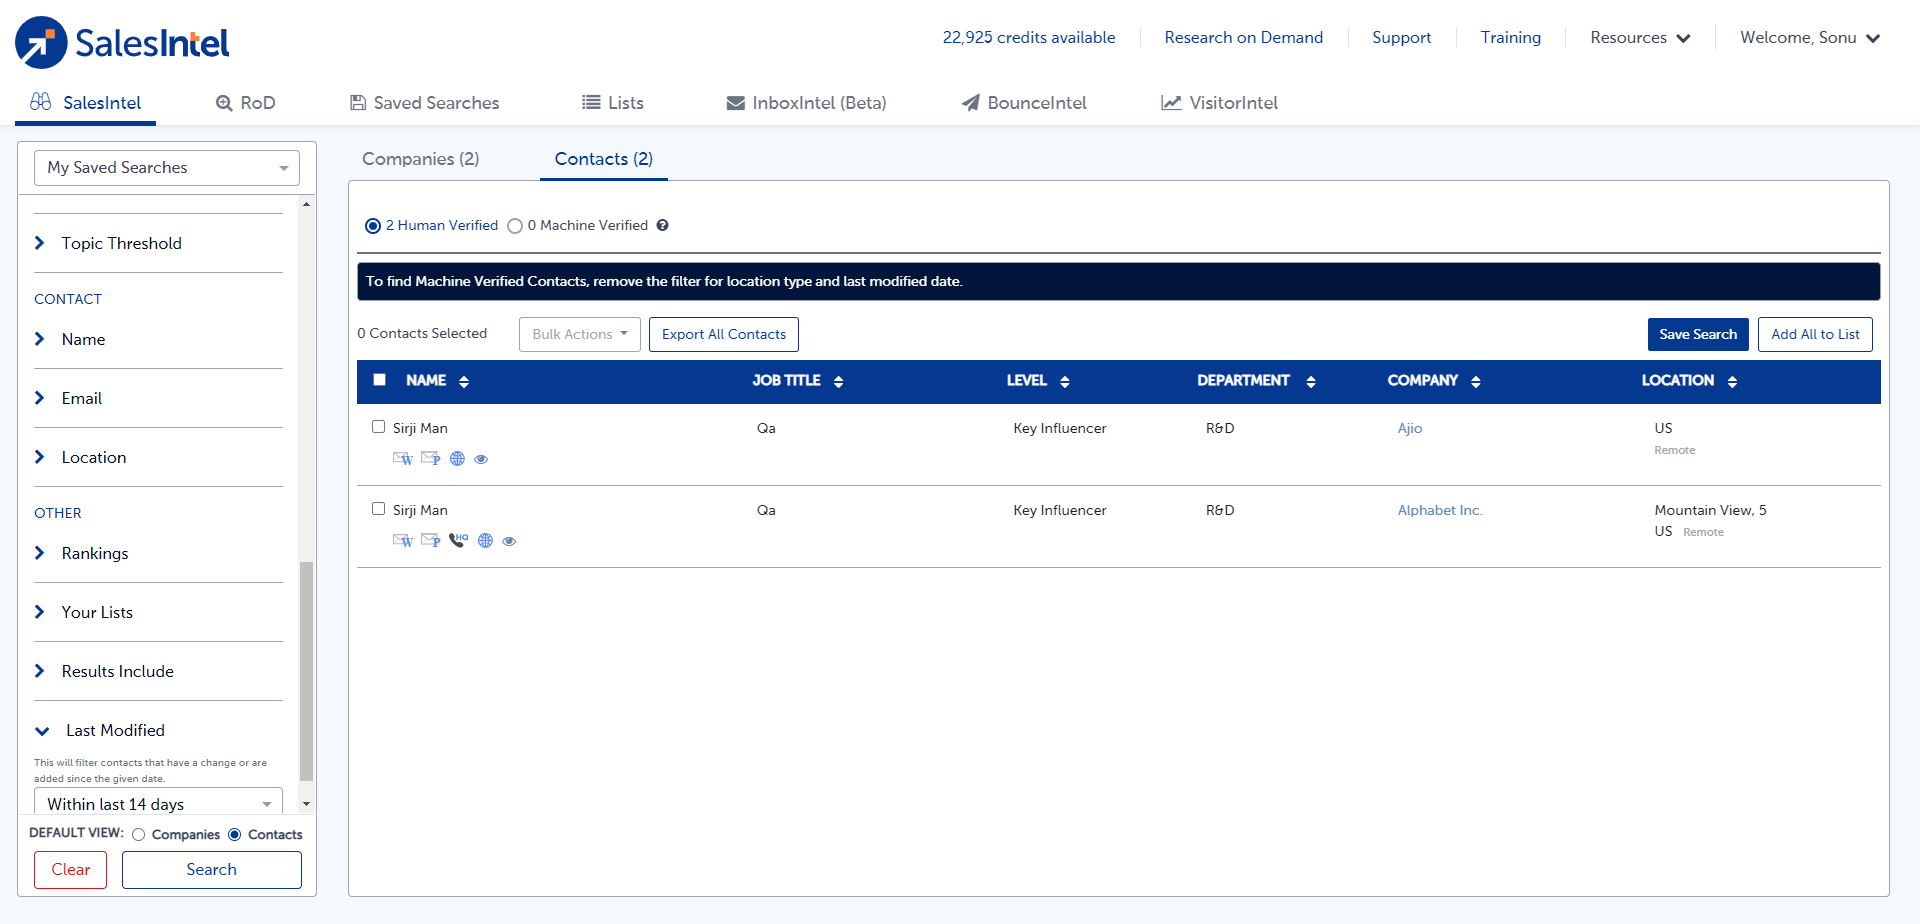 SalesIntel
22,925 credits available
Research on Demand
Support
Training
Resources
Welcome, Sonu
SalesIntel
RoD
Saved Searches
Lists
InboxIntel (Beta)
BounceIntel
VisitorIntel
My Saved Searches
Topic Threshold
CONTACT
Name
Email
Location
OTHER
Rankings
Your Lists
Results Include
Last Modified
This will filter contacts that have a change or are
added since the given date.
Within last 14 days
DEFAULT VIEW: Companies Contacts
Clear
Search
Companies (2)
Contacts (2)
2 Human Verified
0 Machine Verified ?
To find Machine Verified Contacts, remove the filter for location type and last modified date.
0 Contacts Selected
Bulk Actions
Export All Contacts
Save Search
Add All to List
NAME JOB TITLE LEVEL DEPARTMENT COMPANY LOCATION
Sirji Man Qa Key Influencer R&D Ajio US
Remote
W P
Sirji Man Qa Key Influencer R&D Alphabet Inc. Mountain View, 5
US Remote
W P HQ